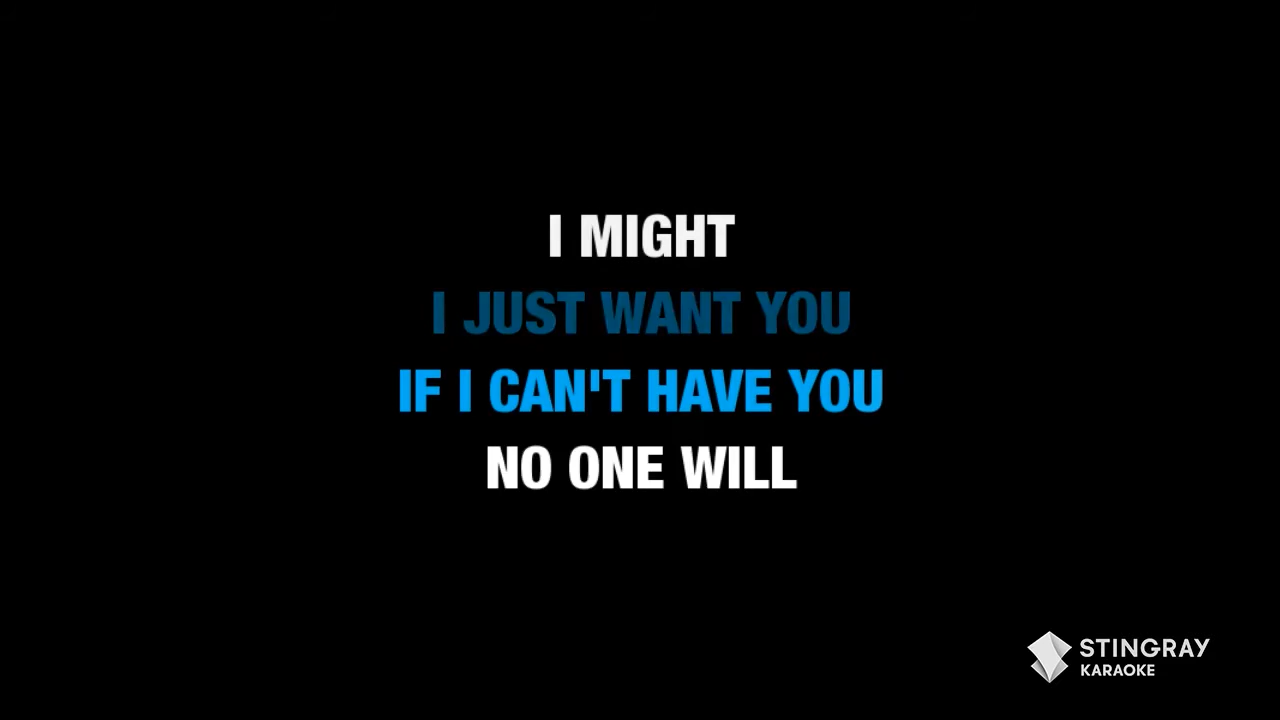 I MIGHT
I JUST WANT YOU
IF I CAN'T HAVE YOU
NO ONE WILL
STINGRAY
KARAOKE